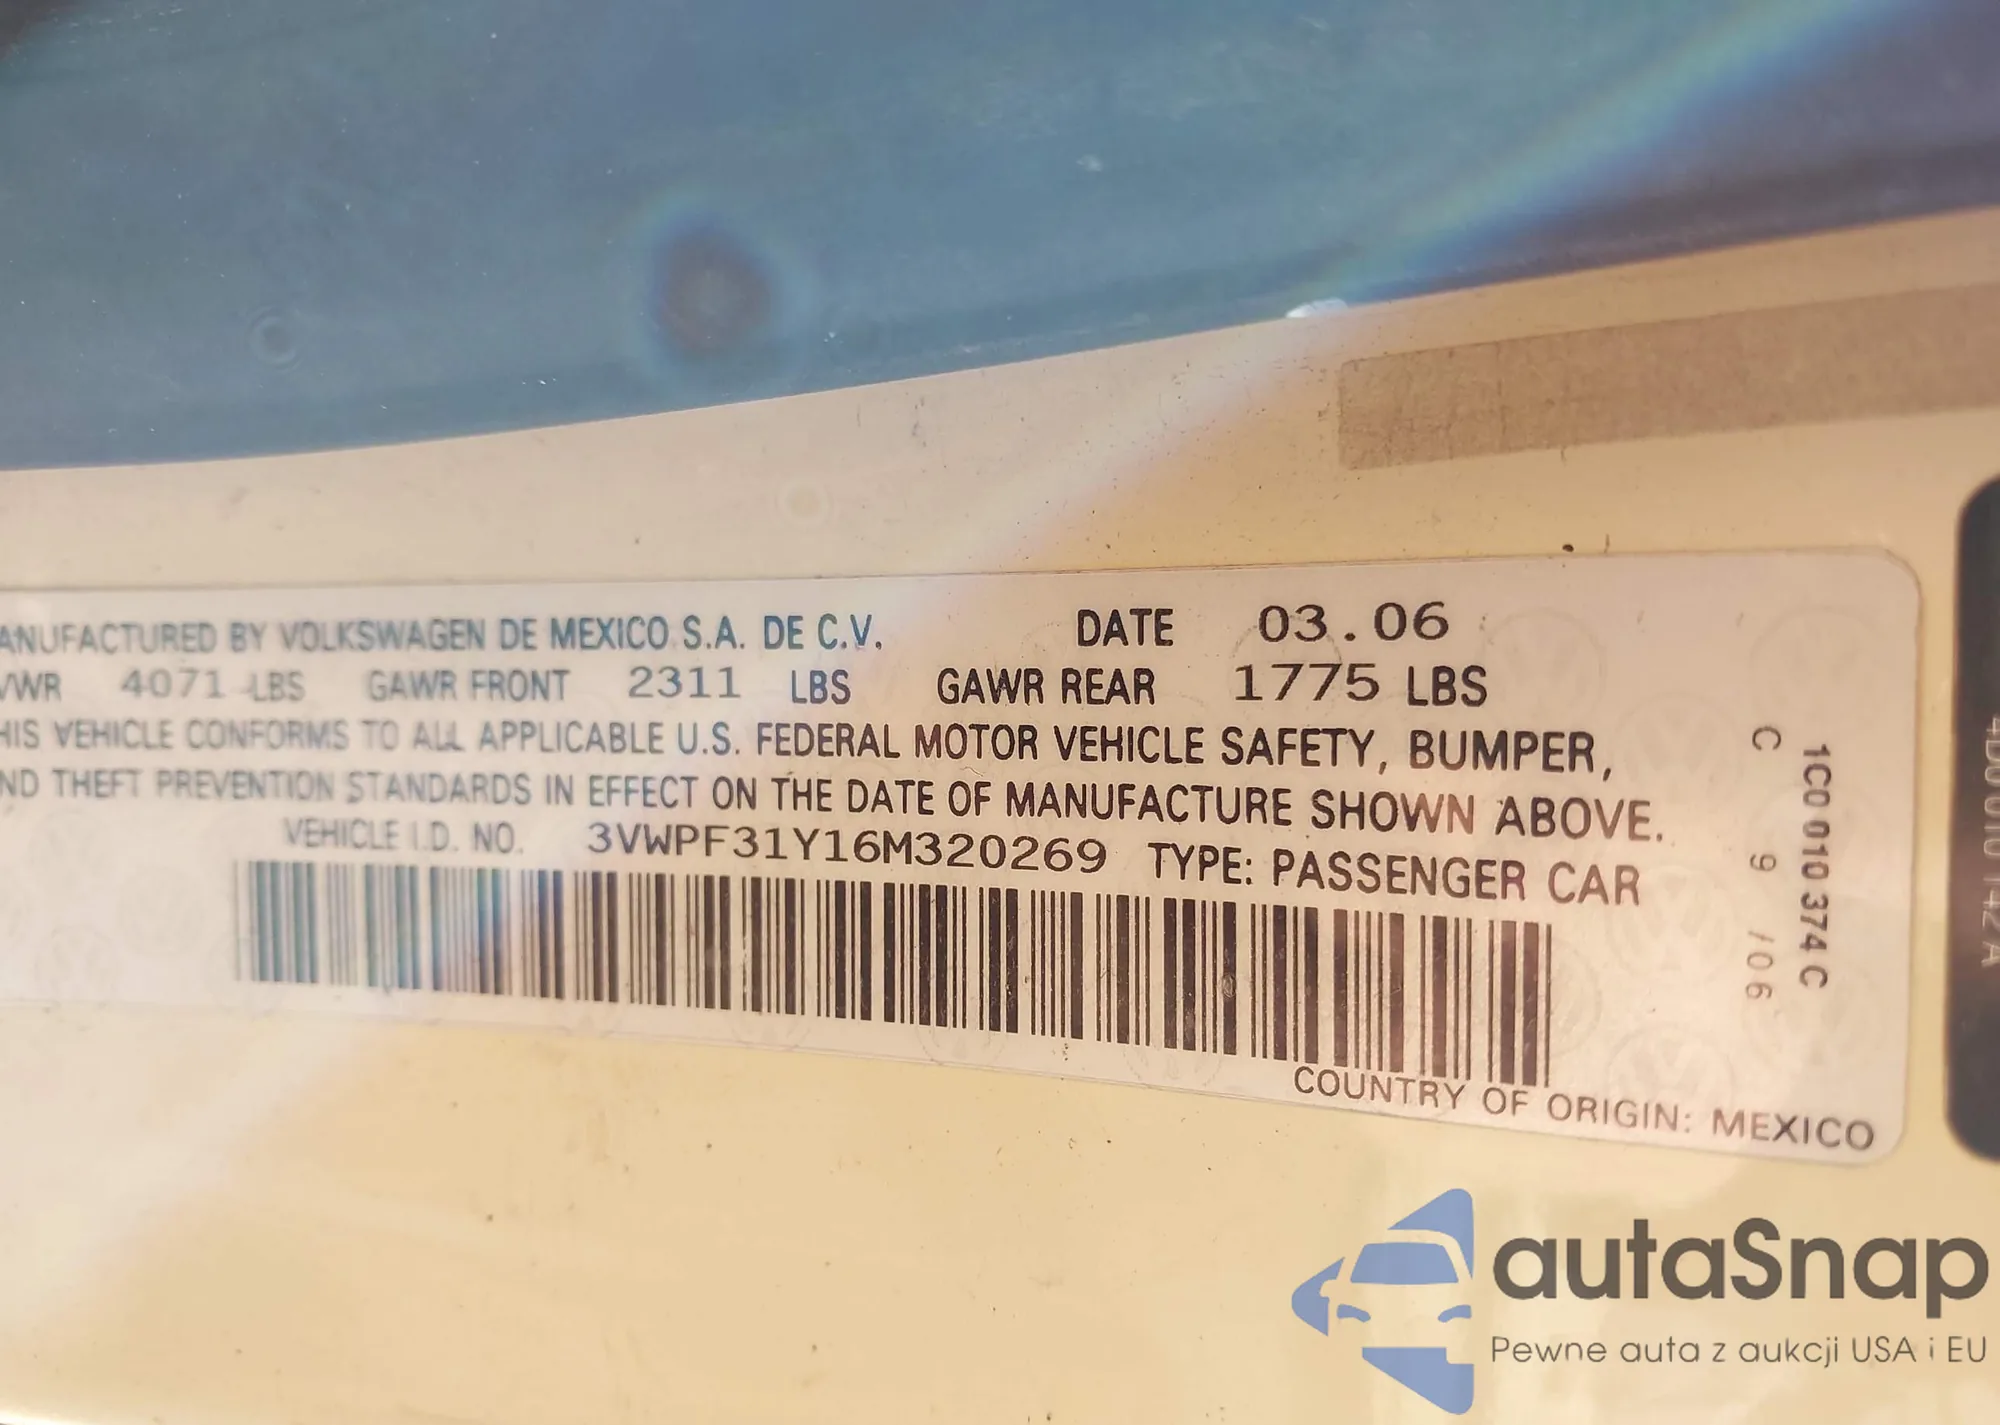 ANUFACTURED BY VOLKSWAGEN DE MEXICO S.A. DE C.V. DATE 03.06
VWR 4071 LBS GAWR FRONT 2311 LBS GAWR REAR 1775 LBS
HIS VEHICLE CONFORMS TO ALL APPLICABLE U.S. FEDERAL MOTOR VEHICLE SAFETY, BUMPER,
ND THEFT PREVENTION STANDARDS IN EFFECT ON THE DATE OF MANUFACTURE SHOWN ABOVE.
VEHICLE I.D. NO. 3VWPF31Y16M320269 TYPE: PASSENGER CAR
COUNTRY OF ORIGIN: MEXICO
C 9 /06
1C0 010 374 C
4D0 010 142 A
autaSnap
Pewne auta z aukcji USA i EU